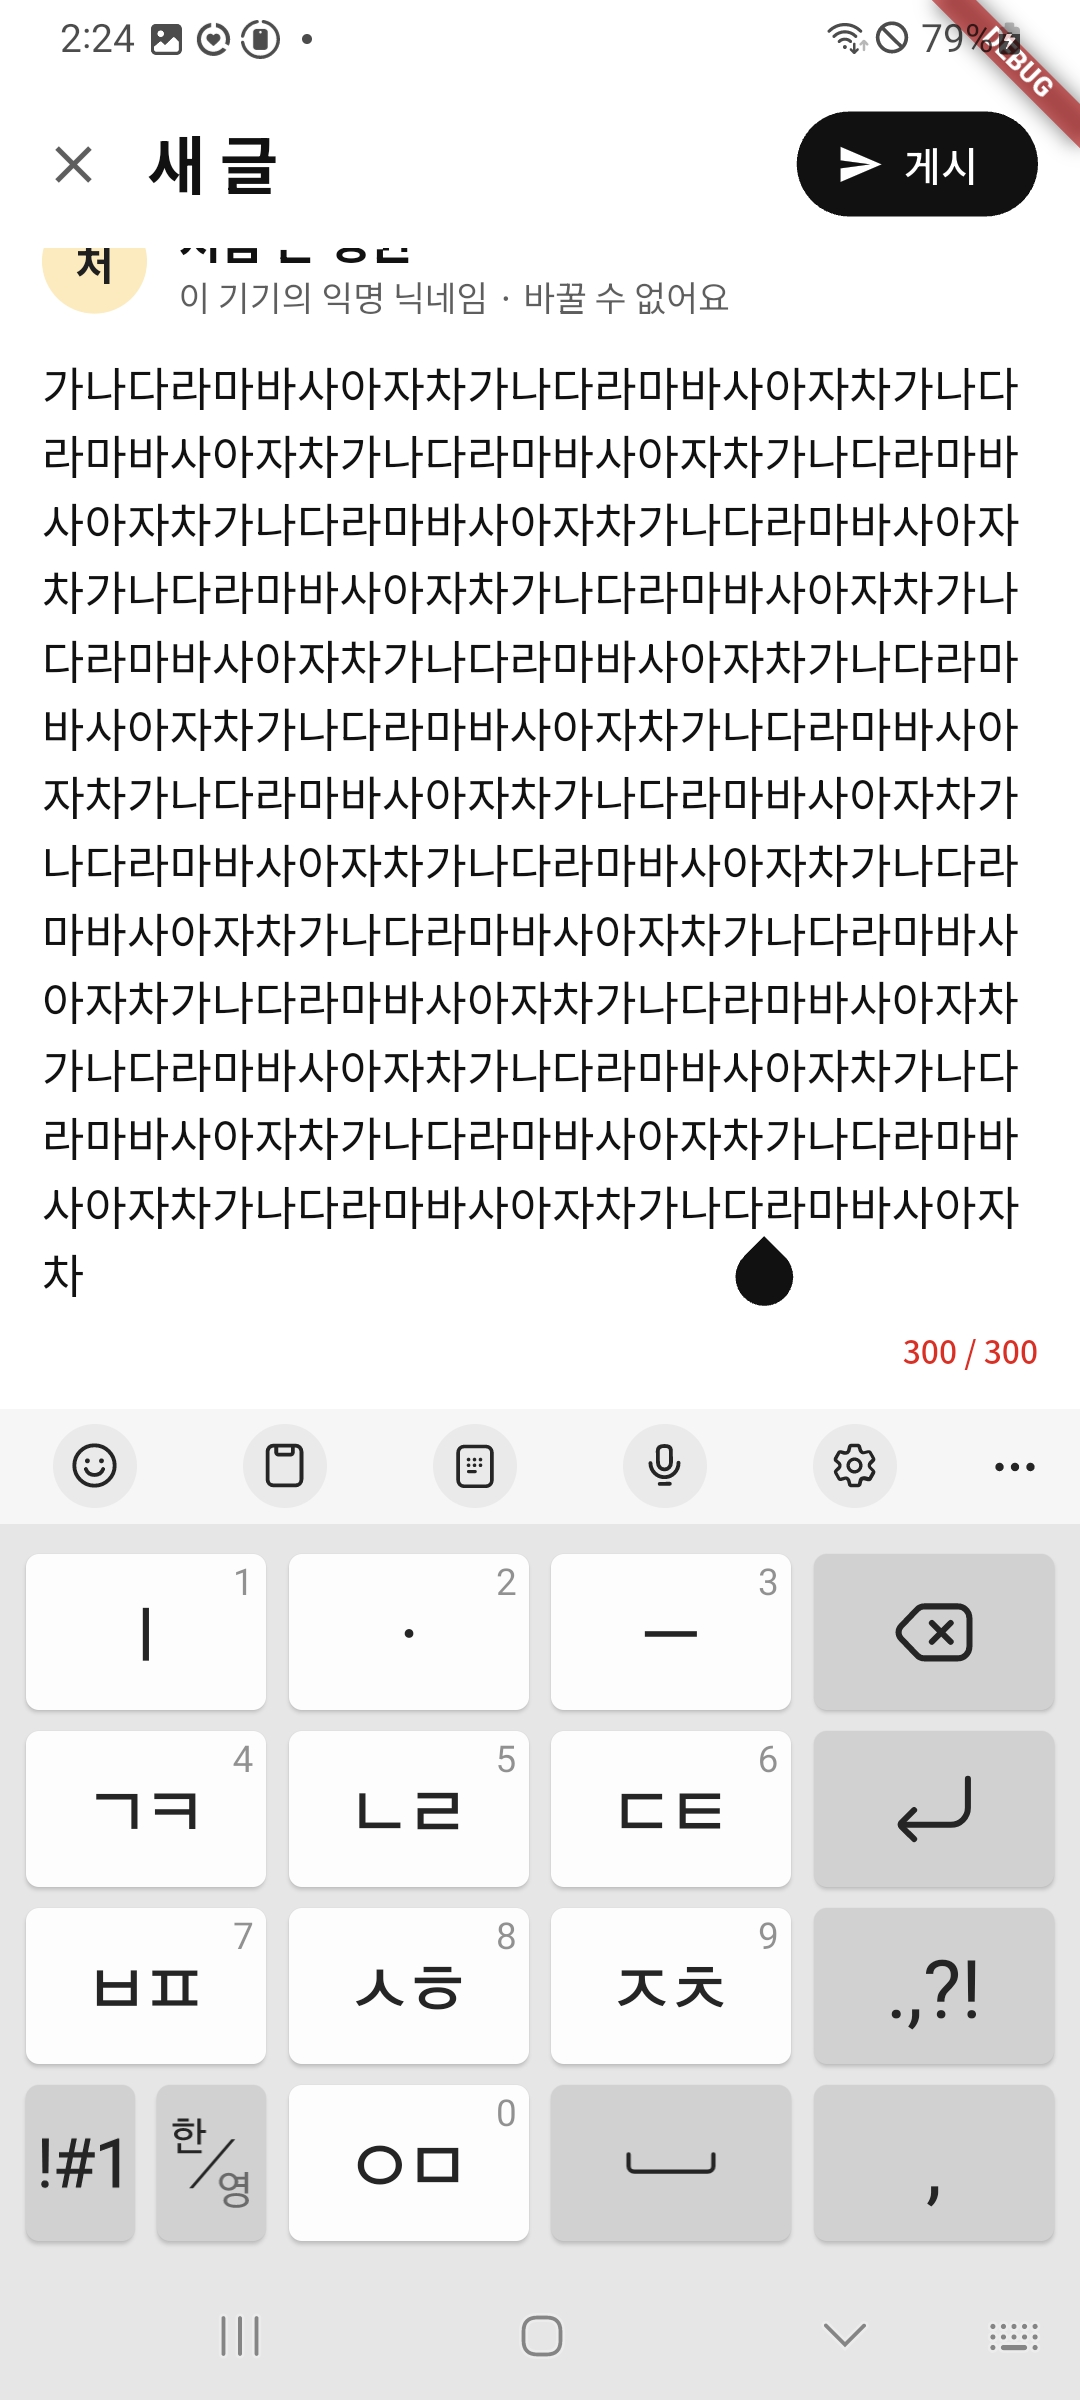 2:24
79%
DEBUG
새 글
게시
처
이 기기의 익명 닉네임 · 바꿀 수 없어요
가나다라마바사아자차가나다라마바사아자차가나다
라마바사아자차가나다라마바사아자차가나다라마바
사아자차가나다라마바사아자차가나다라마바사아자
차가나다라마바사아자차가나다라마바사아자차가나
다라마바사아자차가나다라마바사아자차가나다라마
바사아자차가나다라마바사아자차가나다라마바사아
자차가나다라마바사아자차가나다라마바사아자차가
나다라마바사아자차가나다라마바사아자차가나다라
마바사아자차가나다라마바사아자차가나다라마바사
아자차가나다라마바사아자차가나다라마바사아자차
가나다라마바사아자차가나다라마바사아자차가나다
라마바사아자차가나다라마바사아자차가나다라마바
사아자차가나다라마바사아자차가나다라마바사아자
차
300 / 300
ㅣ 1
· 2
ㅡ 3
ㄱㅋ 4
ㄴㄹ 5
ㄷㅌ 6
ㅂㅍ 7
ㅅㅎ 8
ㅈㅊ 9
.,?!
!#1
한/영
ㅇㅁ 0
,